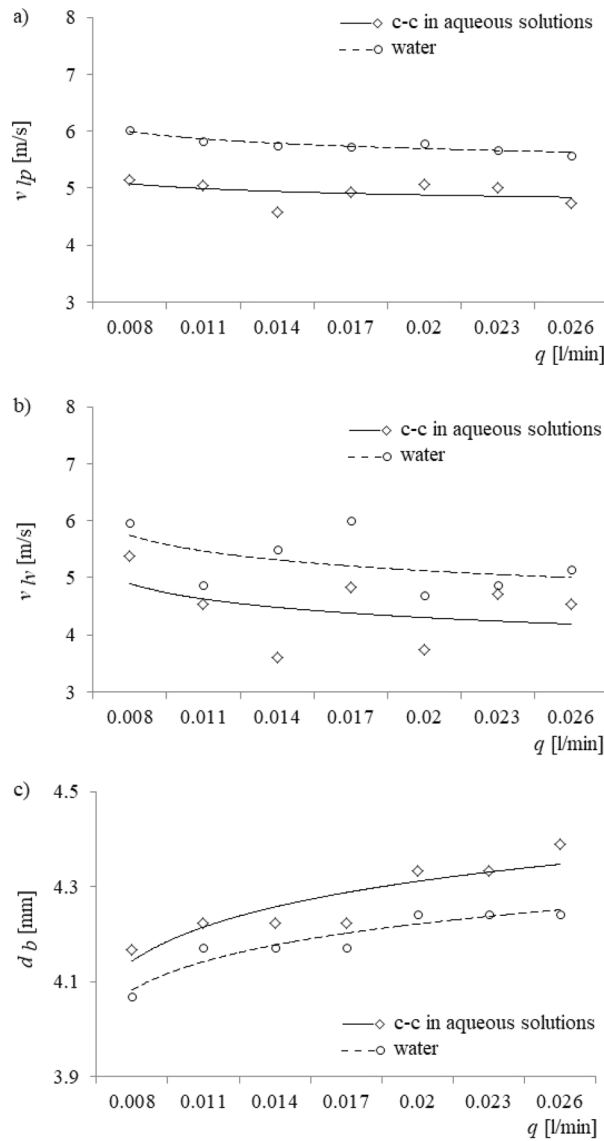 a)
8
7
6
5
4
3
v lp [m/s]
c-c in aqueous solutions
water
0.008 0.011 0.014 0.017 0.02 0.023 0.026
q [l/min]
b)
8
7
6
5
4
3
v lv [m/s]
c-c in aqueous solutions
water
0.008 0.011 0.014 0.017 0.02 0.023 0.026
q [l/min]
c)
4.5
4.3
4.1
3.9
d b [mm]
c-c in aqueous solutions
water
0.008 0.011 0.014 0.017 0.02 0.023 0.026
q [l/min]